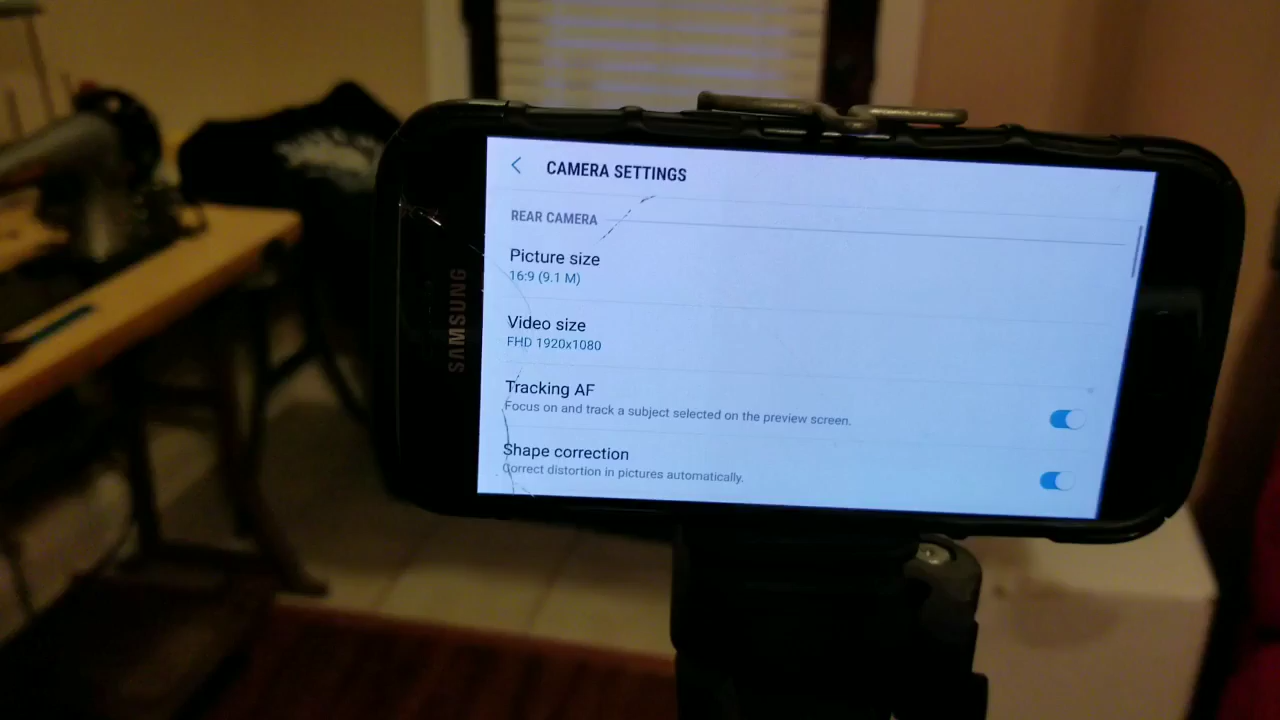 CAMERA SETTINGS
REAR CAMERA
Picture size
16:9 (9.1 M)
Video size
FHD 1920x1080
Tracking AF
Focus on and track a subject selected on the preview screen.
Shape correction
Correct distortion in pictures automatically.
SAMSUNG